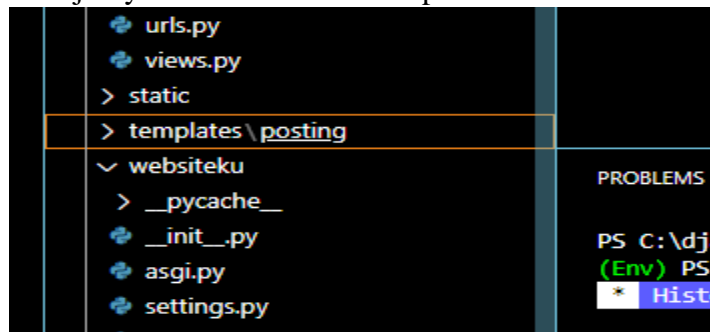 urls.py
views.py
static
templates\posting
websiteku
__pycache__
__init__.py
asgi.py
settings.py
PROBLEMS
PS C:\dj
(Env) PS
* Hist